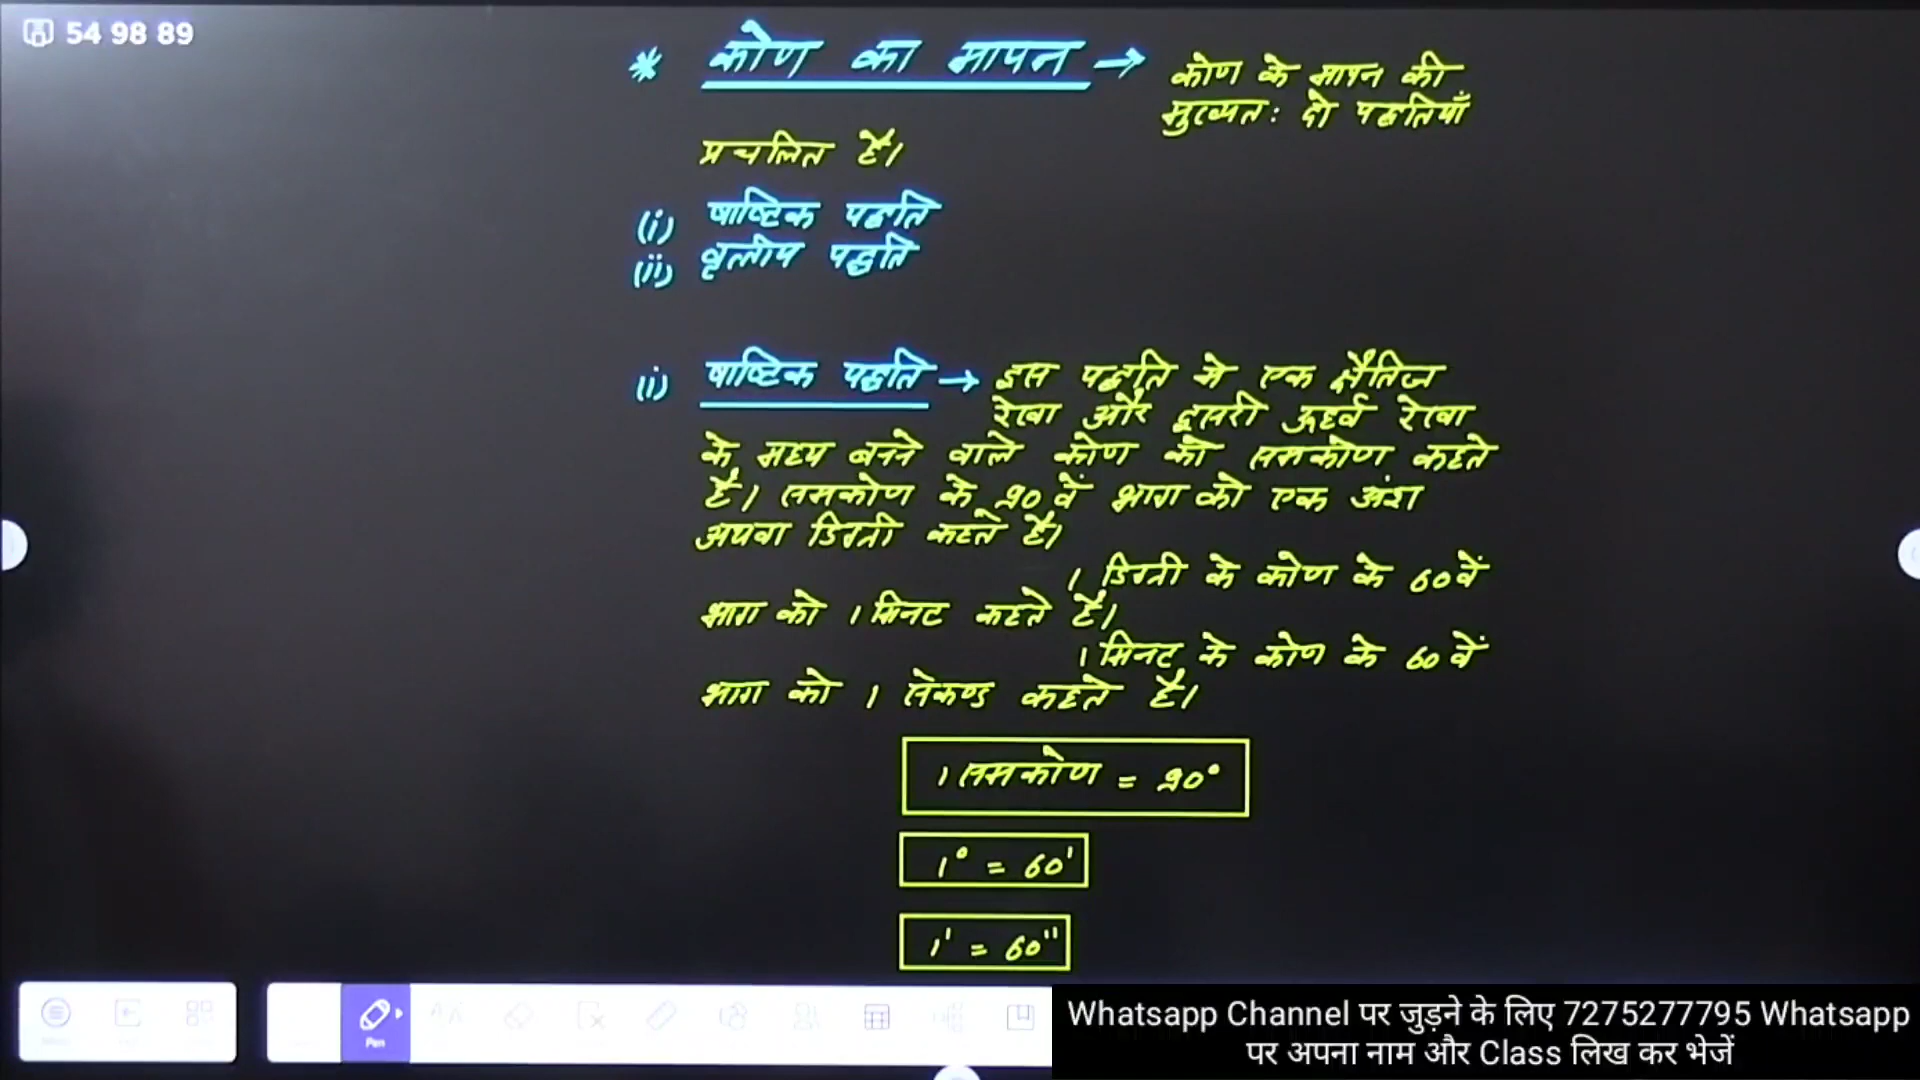 54 98 89
* कोण का मापन → कोण के मापन की
मुख्यतः दो पद्धतियाँ
प्रचलित है।
(i) षाष्टिक पद्धति
(ii) वृत्तीय पद्धति
(i) षाष्टिक पद्धति → इस पद्धति मे एक क्षैतिज
रेखा और दूसरी ऊर्ध्व रेखा
के मध्य बनने वाले कोण को समकोण कहते
है। समकोण के 90 वें भाग को एक अंश
अथवा डिग्री कहते है।
1 डिग्री के कोण के 60 वें
भाग को 1 मिनट कहते है।
1 मिनट के कोण के 60 वें
भाग को 1 सेकण्ड कहते है।
1 समकोण = 90°
1° = 60'
1' = 60"
Pen
Whatsapp Channel पर जुड़ने के लिए 7275277795 Whatsapp
पर अपना नाम और Class लिख कर भेजें